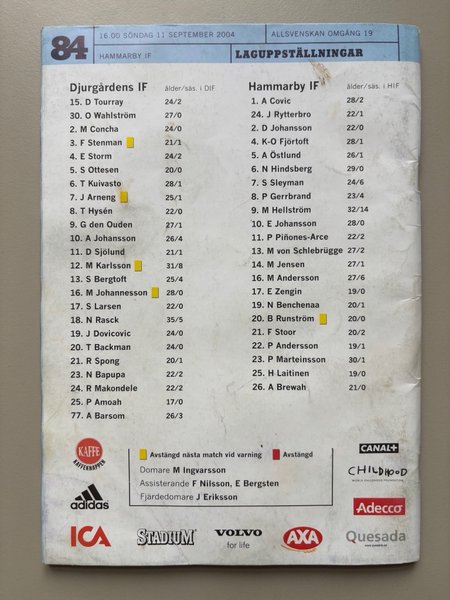 84
16.00 SÖNDAG 11 SEPTEMBER 2004
ALLSVENSKAN OMGÅNG 19
HAMMARBY IF
LAGUPPSTÄLLNINGAR
Djurgårdens IF ålder/säs. i DIF
15. D Tourray 24/2
30. O Wahlström 27/0
2. M Concha 24/0
3. F Stenman 21/1
4. E Storm 24/2
5. S Ottesen 20/0
6. T Kuivasto 28/1
7. J Arneng 25/1
8. T Hysén 22/0
9. G den Ouden 27/1
10. A Johansson 26/4
11. D Sjölund 21/1
12. M Karlsson 31/8
13. S Bergtoft 25/4
16. M Johannesson 28/0
17. S Larsen 22/0
18. N Rasck 35/5
19. J Dovicovic 24/0
20. T Backman 24/0
21. R Spong 20/1
23. N Bapupa 22/2
24. R Makondele 22/2
25. P Amoah 17/0
77. A Barsom 26/3
Hammarby IF ålder/säs. i HIF
1. A Covic 28/2
24. J Rytterbro 22/1
2. D Johansson 22/0
4. K-O Fjörtoft 28/1
5. A Östlund 26/1
6. N Hindsberg 29/0
7. S Sleyman 24/6
8. P Gerrbrand 23/4
9. M Hellström 32/14
10. E Johansson 28/0
11. P Piñones-Arce 22/2
13. M von Schlebrügge 27/2
14. M Jensen 27/1
16. M Andersson 27/6
17. E Zengin 19/0
19. N Benchenaa 20/1
20. B Runström 20/0
21. F Stoor 20/2
22. P Andersson 19/1
23. P Marteinsson 30/1
25. H Laitinen 19/0
26. A Brewah 21/0
Avstängd nästa match vid varning Avstängd
Domare M Ingvarsson
Assisterande F Nilsson, E Bergsten
Fjärdedomare J Eriksson
KAFFE
KAFFEKNAPPEN
CANAL+
CHILDHOOD
WORLD CHILDHOOD FOUNDATION
adidas
Adecco
ICA
STADIUM
VOLVO
for life
AXA
Quesada